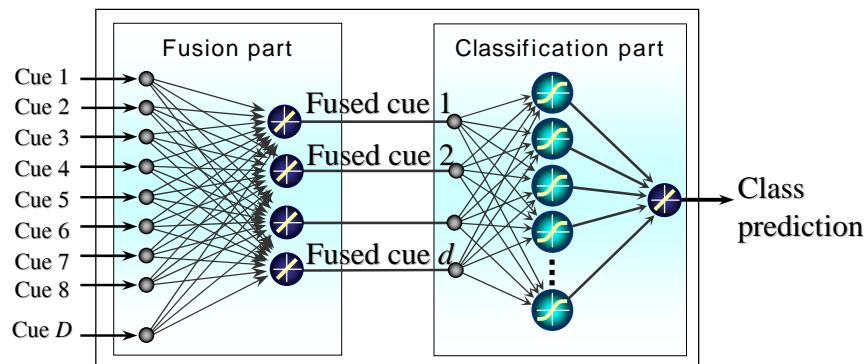 Fusion part
Classification part
Cue 1
Cue 2
Cue 3
Cue 4
Cue 5
Cue 6
Cue 7
Cue 8
Cue D
Fused cue 1
Fused cue 2
Fused cue d
Class
prediction